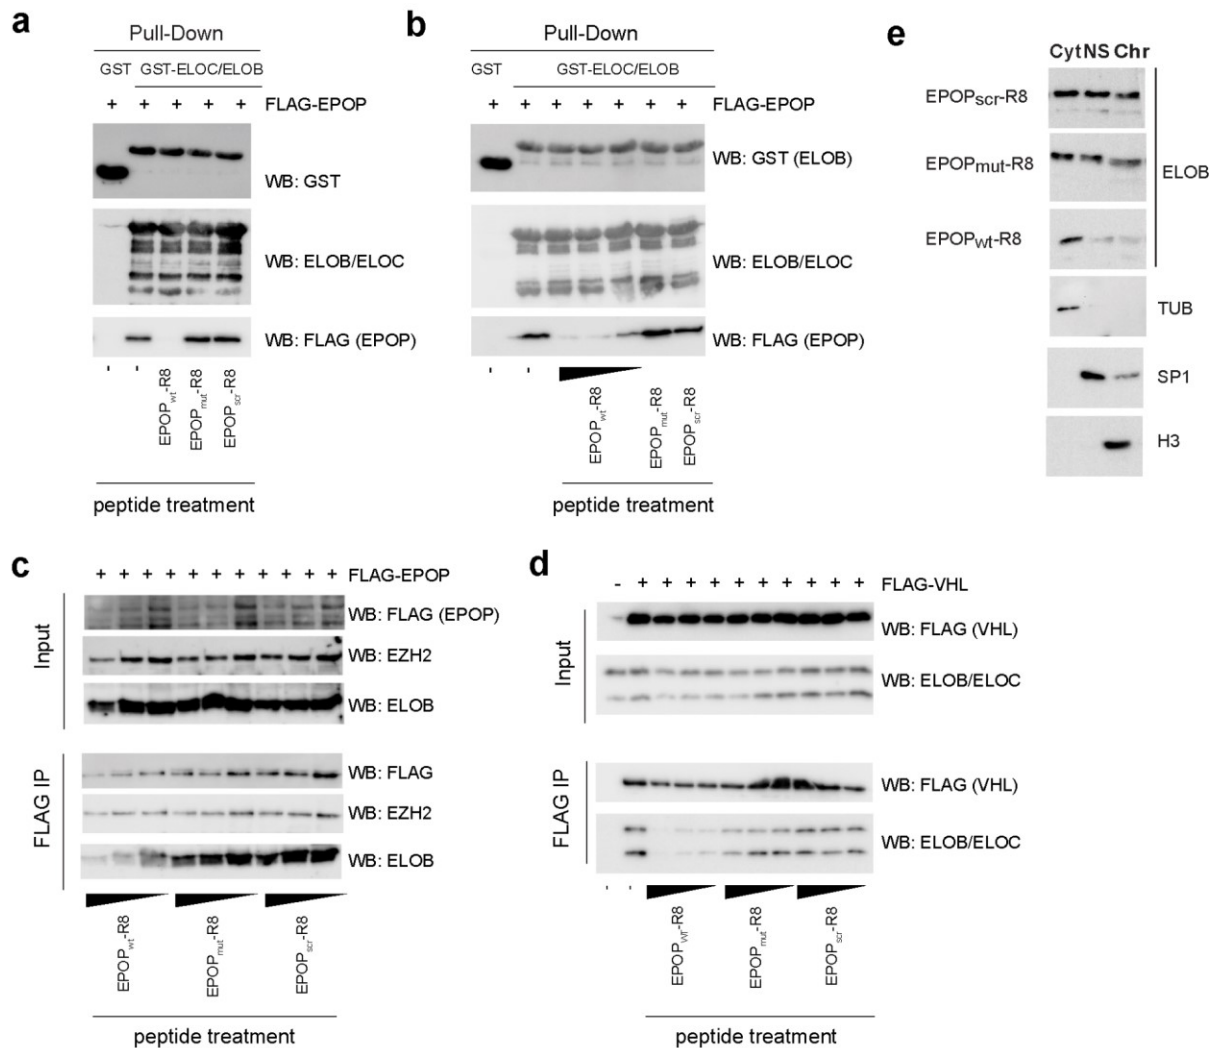 a
Pull-Down
GST GST-ELOC/ELOB
+ + + + + FLAG-EPOP
WB: GST
WB: ELOB/ELOC
WB: FLAG (EPOP)
- - EPOPwt-R8 EPOPmut-R8 EPOPscr-R8
peptide treatment
b
Pull-Down
GST GST-ELOC/ELOB
+ + + + + + + FLAG-EPOP
WB: GST (ELOB)
WB: ELOB/ELOC
WB: FLAG (EPOP)
- - EPOPwt-R8 EPOPmut-R8 EPOPscr-R8
peptide treatment
e
Cyt NS Chr
EPOPscr-R8
EPOPmut-R8
EPOPwt-R8
ELOB
TUB
SP1
H3
c
+ + + + + + + + + + + FLAG-EPOP
Input
WB: FLAG (EPOP)
WB: EZH2
WB: ELOB
FLAG IP
WB: FLAG
WB: EZH2
WB: ELOB
EPOPwt-R8 EPOPmut-R8 EPOPscr-R8
peptide treatment
d
- + + + + + + + + + + FLAG-VHL
Input
WB: FLAG (VHL)
WB: ELOB/ELOC
FLAG IP
WB: FLAG (VHL)
WB: ELOB/ELOC
- - EPOPWT-R8 EPOPmut-R8 EPOPscr-R8
peptide treatment